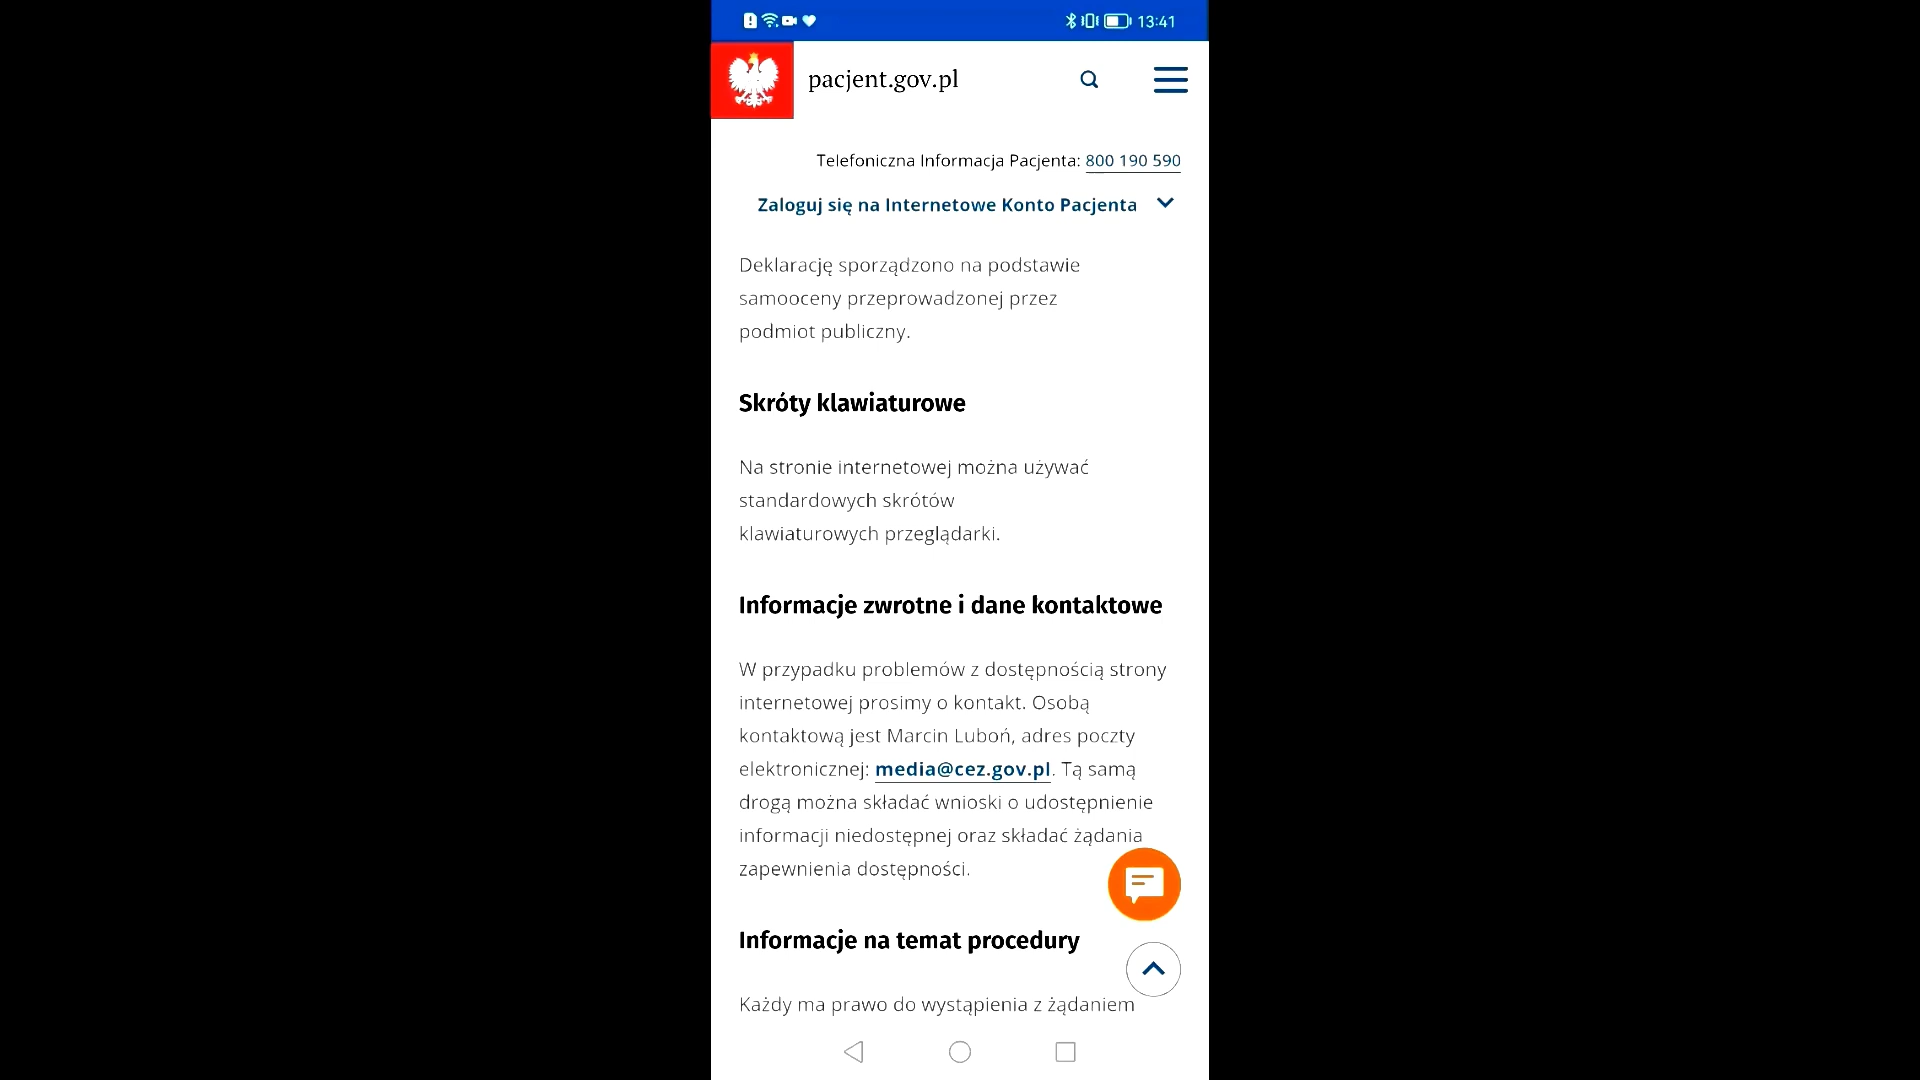 13:41
pacjent.gov.pl
Telefoniczna Informacja Pacjenta: 800 190 590
Zaloguj się na Internetowe Konto Pacjenta
Deklarację sporządzono na podstawie
samooceny przeprowadzonej przez
podmiot publiczny.
Skróty klawiaturowe
Na stronie internetowej można używać
standardowych skrótów
klawiaturowych przeglądarki.
Informacje zwrotne i dane kontaktowe
W przypadku problemów z dostępnością strony
internetowej prosimy o kontakt. Osobą
kontaktową jest Marcin Luboń, adres poczty
elektronicznej: media@cez.gov.pl. Tą samą
drogą można składać wnioski o udostępnienie
informacji niedostępnej oraz składać żądania
zapewnienia dostępności.
Informacje na temat procedury
Każdy ma prawo do wystąpienia z żądaniem